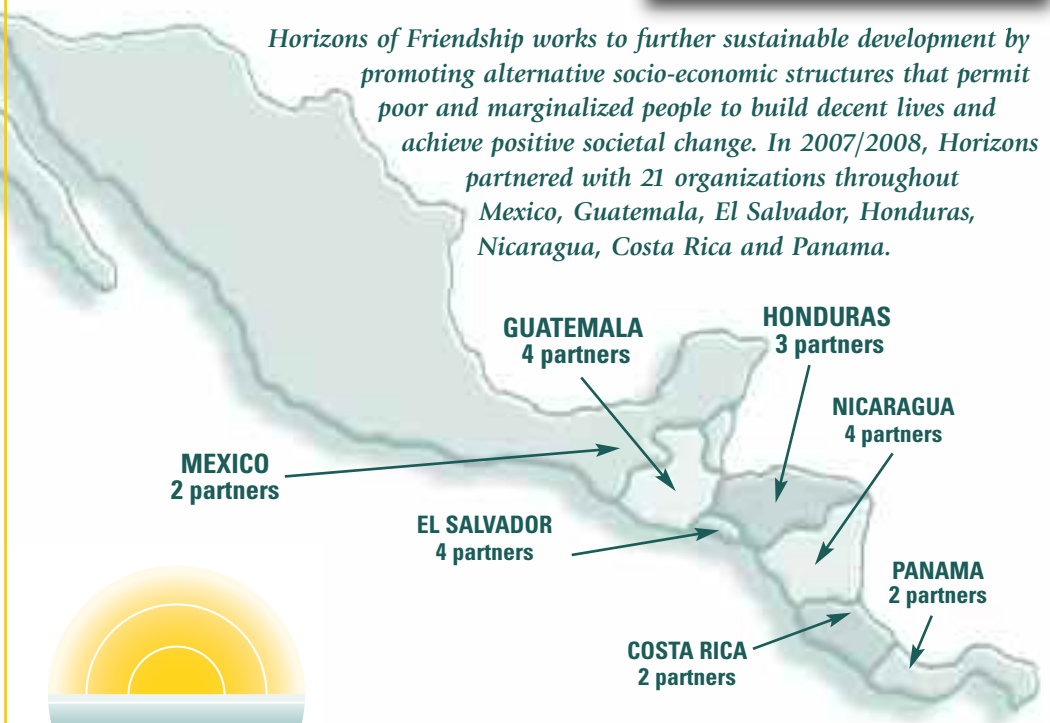 Horizons of Friendship works to further sustainable development by
promoting alternative socio-economic structures that permit
poor and marginalized people to build decent lives and
achieve positive societal change. In 2007/2008, Horizons
partnered with 21 organizations throughout
Mexico, Guatemala, El Salvador, Honduras,
Nicaragua, Costa Rica and Panama.
GUATEMALA
4 partners
HONDURAS
3 partners
NICARAGUA
4 partners
MEXICO
2 partners
EL SALVADOR
4 partners
PANAMA
2 partners
COSTA RICA
2 partners